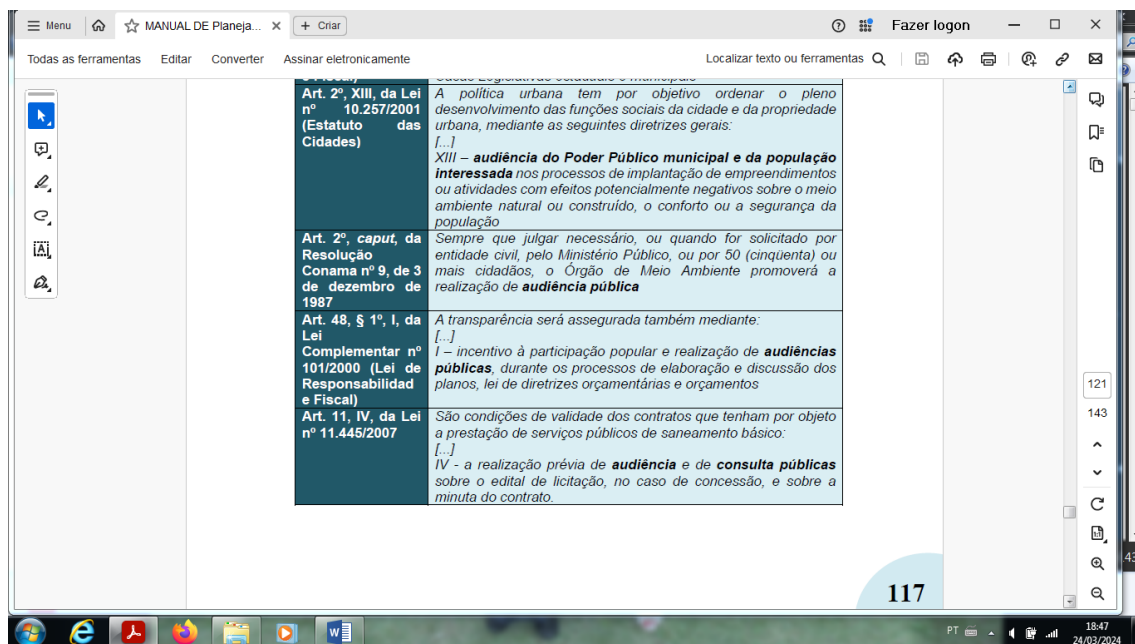 Menu
MANUAL DE Planeja...
+ Criar
Fazer logon
Todas as ferramentas
Editar
Converter
Assinar eletronicamente
Localizar texto ou ferramentas
Art. 2º, XIII, da Lei
nº 10.257/2001
(Estatuto das
Cidades)
A política urbana tem por objetivo ordenar o pleno
desenvolvimento das funções sociais da cidade e da propriedade
urbana, mediante as seguintes diretrizes gerais:
[...]
XIII – audiência do Poder Público municipal e da população
interessada nos processos de implantação de empreendimentos
ou atividades com efeitos potencialmente negativos sobre o meio
ambiente natural ou construído, o conforto ou a segurança da
população
Art. 2º, caput, da
Resolução
Conama nº 9, de 3
de dezembro de
1987
Sempre que julgar necessário, ou quando for solicitado por
entidade civil, pelo Ministério Público, ou por 50 (cinqüenta) ou
mais cidadãos, o Órgão de Meio Ambiente promoverá a
realização de audiência pública
Art. 48, § 1º, I, da
Lei
Complementar nº
101/2000 (Lei de
Responsabilidad
e Fiscal)
A transparência será assegurada também mediante:
[...]
I – incentivo à participação popular e realização de audiências
públicas, durante os processos de elaboração e discussão dos
planos, lei de diretrizes orçamentárias e orçamentos
Art. 11, IV, da Lei
nº 11.445/2007
São condições de validade dos contratos que tenham por objeto
a prestação de serviços públicos de saneamento básico:
[...]
IV - a realização prévia de audiência e de consulta públicas
sobre o edital de licitação, no caso de concessão, e sobre a
minuta do contrato.
117
121
143
PT
18:47
24/03/2024